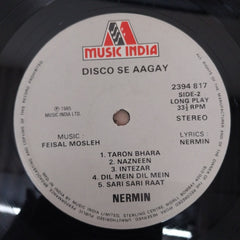 MUSIC INDIA
DISCO SE AAGAY
2394 817
SIDE-2
LONG PLAY
33⅓ RPM
STEREO
℗ 1985
MUSIC INDIA LTD.
MUSIC :
FEISAL MOSLEH
LYRICS
NERMIN
1. TARON BHARA
2. NAZNEEN
3. INTEZAR
4. DIL MEIN DIL MEIN
5. SARI SARI RAAT
NERMIN